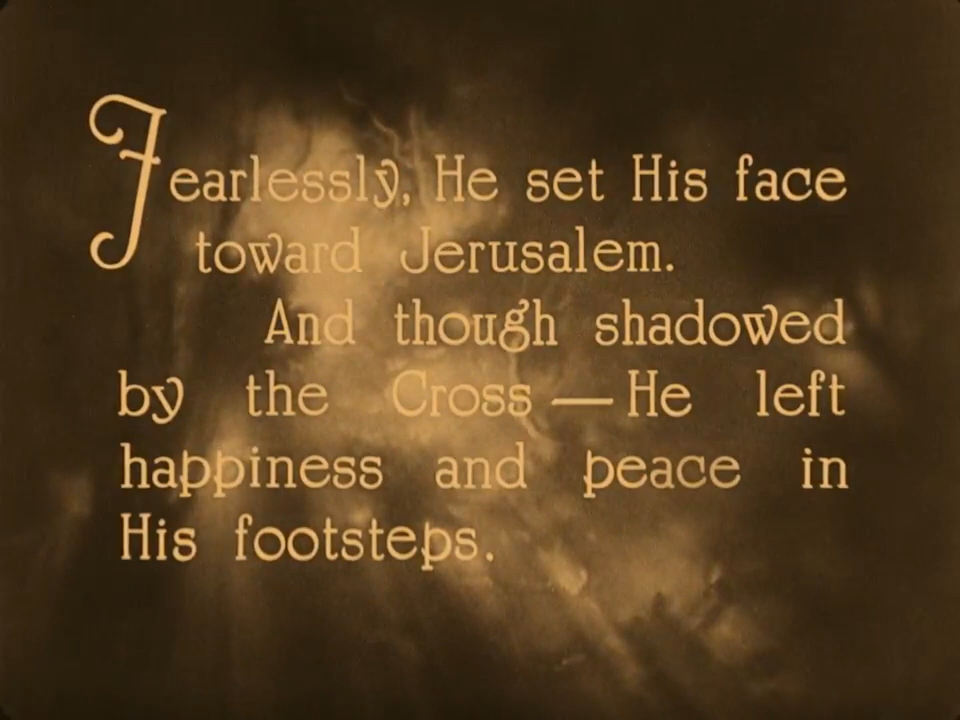 Fearlessly, He set His face
toward Jerusalem.
And though shadowed
by the Cross — He left
happiness and peace in
His footsteps.